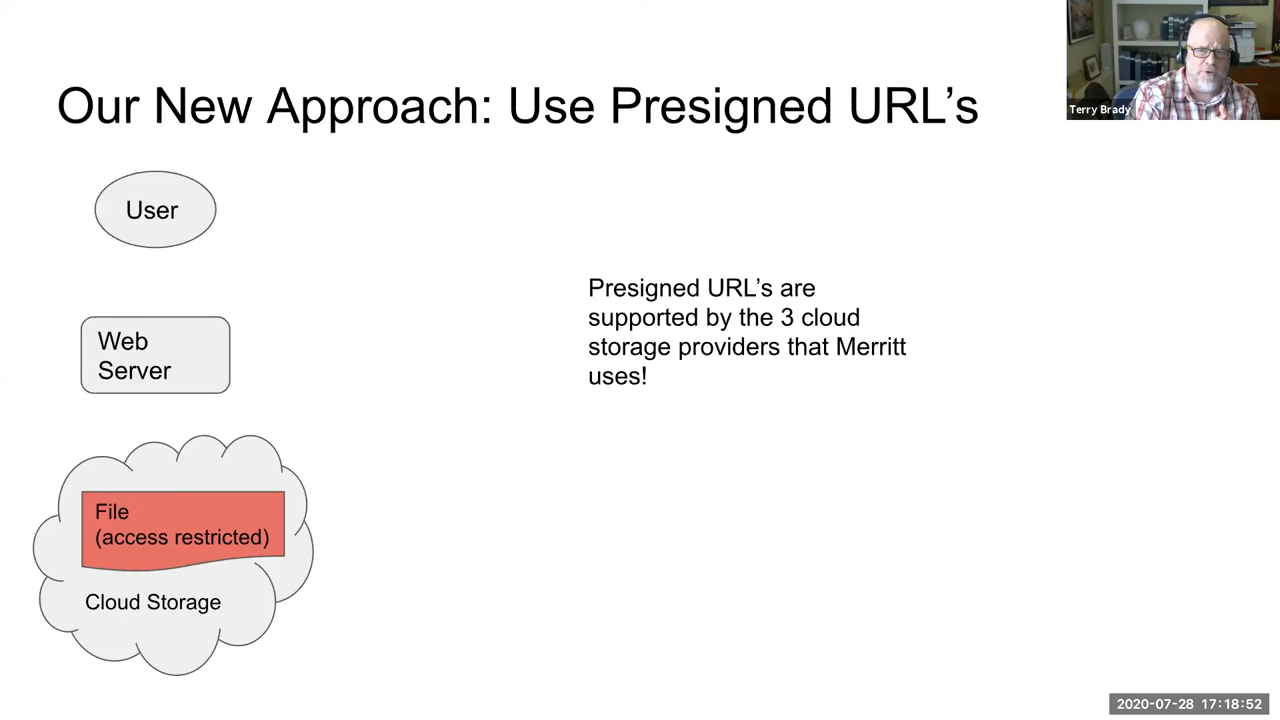 Our New Approach: Use Presigned URL’s
Terry Brady
User
Presigned URL’s are
supported by the 3 cloud
storage providers that Merritt
uses!
Web
Server
File
(access restricted)
Cloud Storage
2020-07-28 17:18:52